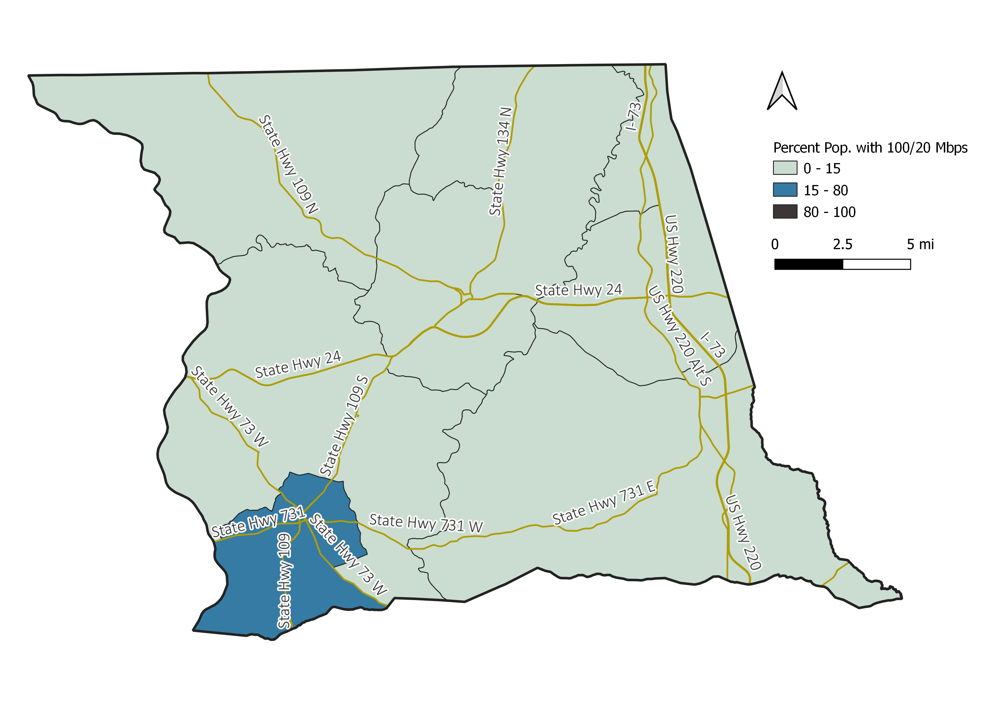 State Hwy 109 N
State Hwy 134 N
I- 73
Percent Pop. with 100/20 Mbps
0 - 15
15 - 80
80 - 100
0 2.5 5 mi
US Hwy 220
State Hwy 24
US Hwy 220 Alt S
I- 73
State Hwy 24
State Hwy 73 W
State Hwy 109 S
State Hwy 731 E
State Hwy 731
State Hwy 731 W
State Hwy 73 W
State Hwy 109
US Hwy 220